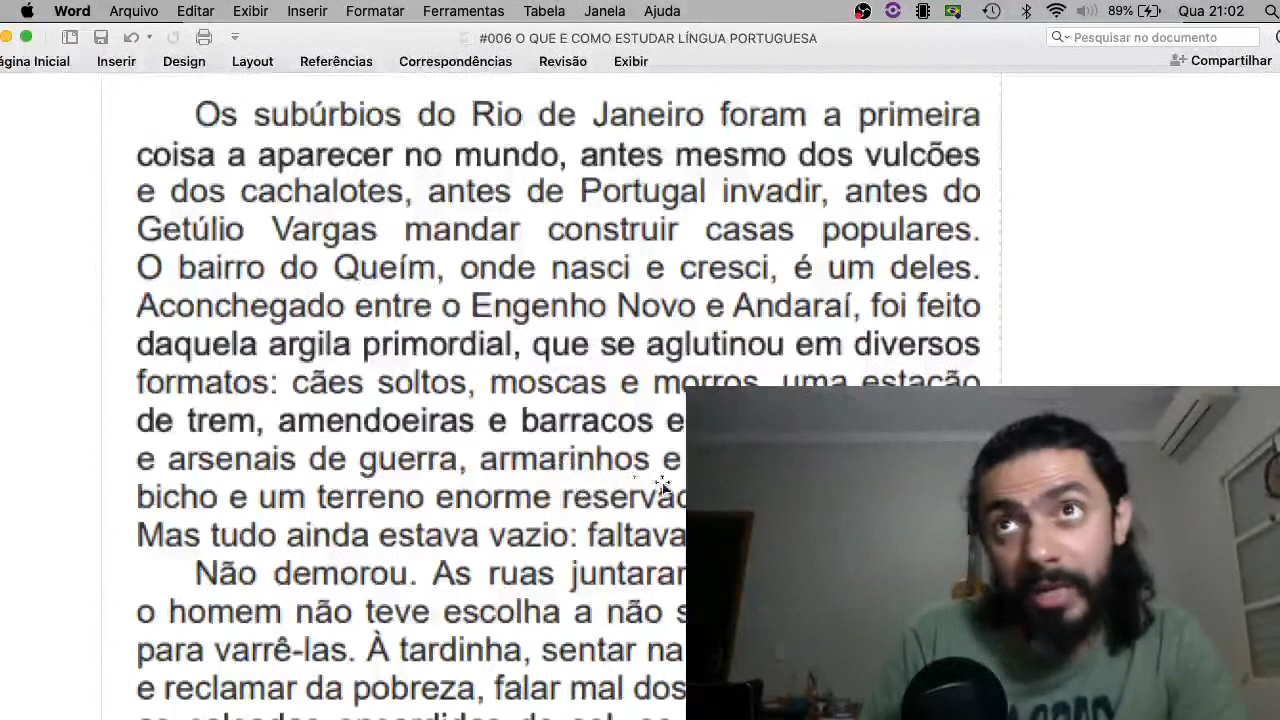 Word Arquivo Editar Exibir Inserir Formatar Ferramentas Tabela Janela Ajuda 89% Qua 21:02
#006 O QUE E COMO ESTUDAR LÍNGUA PORTUGUESA Pesquisar no documento
ágina Inicial Inserir Design Layout Referências Correspondências Revisão Exibir Compartilhar
Os subúrbios do Rio de Janeiro foram a primeira
coisa a aparecer no mundo, antes mesmo dos vulcões
e dos cachalotes, antes de Portugal invadir, antes do
Getúlio Vargas mandar construir casas populares.
O bairro do Queím, onde nasci e cresci, é um deles.
Aconchegado entre o Engenho Novo e Andaraí, foi feito
daquela argila primordial, que se aglutinou em diversos
formatos: cães soltos, moscas e morros, uma estação
de trem, amendoeiras e barracos e
e arsenais de guerra, armarinhos e
bicho e um terreno enorme
Mas tudo ainda estava vazio: faltava
Não demorou. As ruas
o homem não teve escolha a não
para varrê-las. À tardinha, sentar na
e reclamar da pobreza, falar mal dos